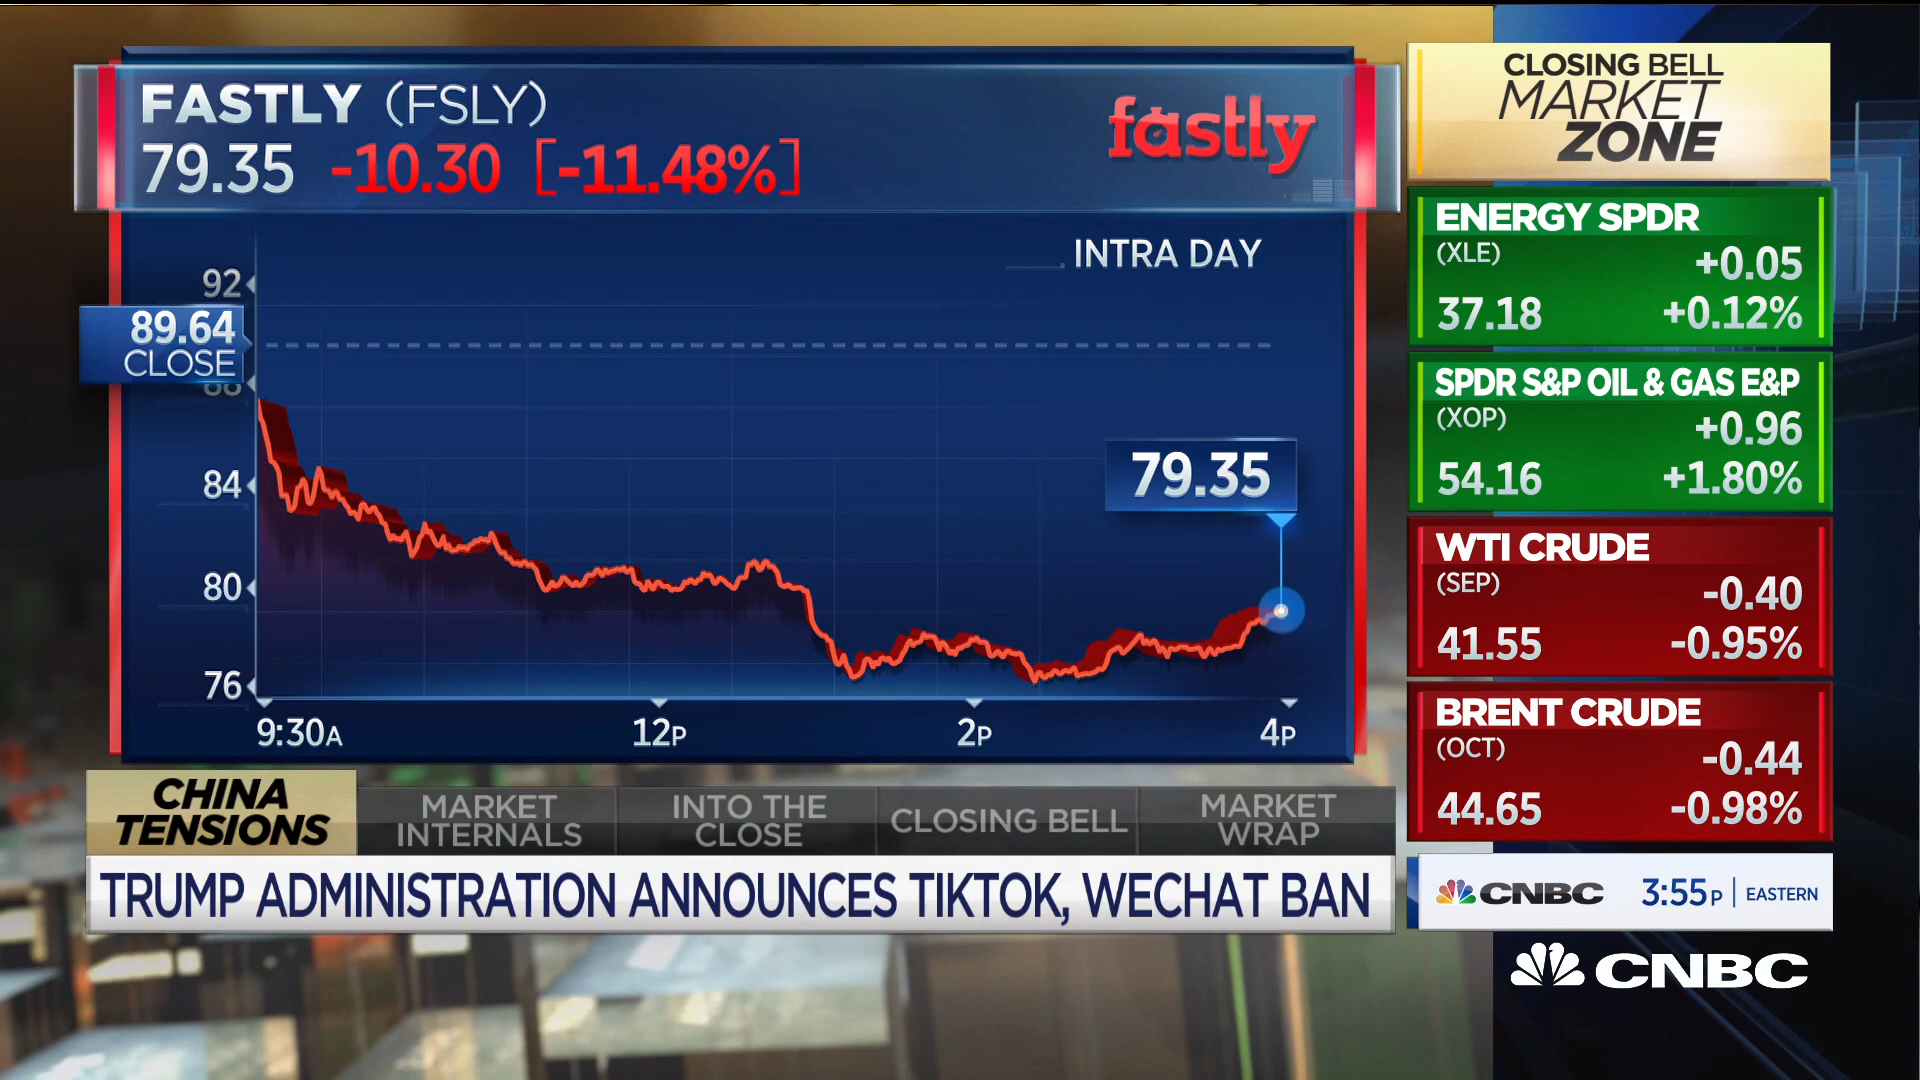 FASTLY (FSLY)
79.35 -10.30 [-11.48%]
fastly
INTRA DAY
92
89.64
CLOSE
84
80
76
79.35
9:30A 12P 2P 4P
CHINA
TENSIONS
MARKET
INTERNALS
INTO THE
CLOSE
CLOSING BELL
MARKET
WRAP
TRUMP ADMINISTRATION ANNOUNCES TIKTOK, WECHAT BAN
CLOSING BELL
MARKET
ZONE
ENERGY SPDR
(XLE) +0.05
37.18 +0.12%
SPDR S&P OIL & GAS E&P
(XOP) +0.96
54.16 +1.80%
WTI CRUDE
(SEP) -0.40
41.55 -0.95%
BRENT CRUDE
(OCT) -0.44
44.65 -0.98%
CNBC 3:55P | EASTERN
CNBC